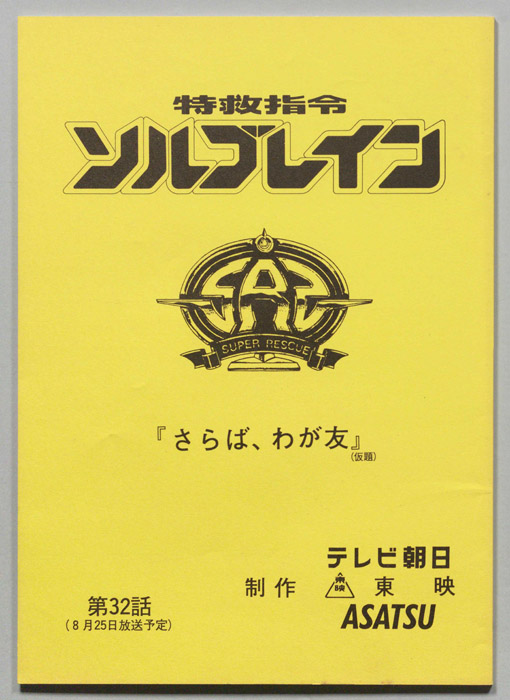 特救指令
ソルブレイン
SUPER RESCUE
『さらば、わが友』
(仮題)
テレビ朝日
制作 東映 東映
ASATSU
第32話
(8月25日放送予定)